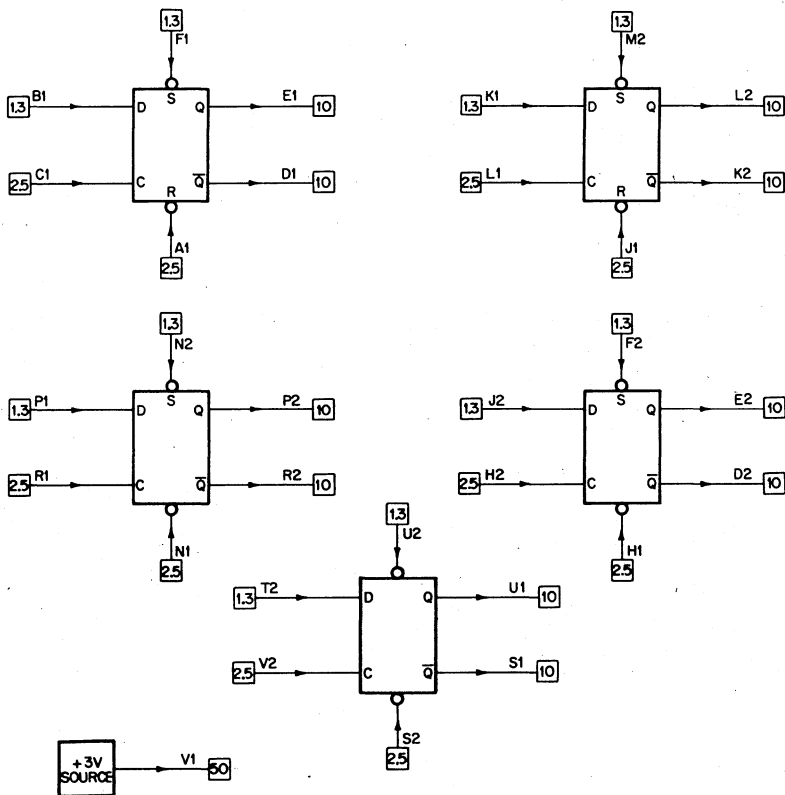 1.3 1.3
F1 M2
1.3 B1 D S Q E1 10 1.3 K1 D S Q L2 10
2.5 C1 C R Q̅ D1 10 2.5 L1 C R Q̅ K2 10
A1 J1
2.5 2.5
1.3 1.3
N2 F2
1.3 P1 D S Q P2 10 1.3 J2 D S Q E2 10
2.5 R1 C Q̅ R2 10 2.5 H2 C Q̅ D2 10
N1 H1
2.5 2.5
1.3
U2
1.3 T2 D Q U1 10
2.5 V2 C Q̅ S1 10
S2
2.5
+3V
SOURCE
V1 50